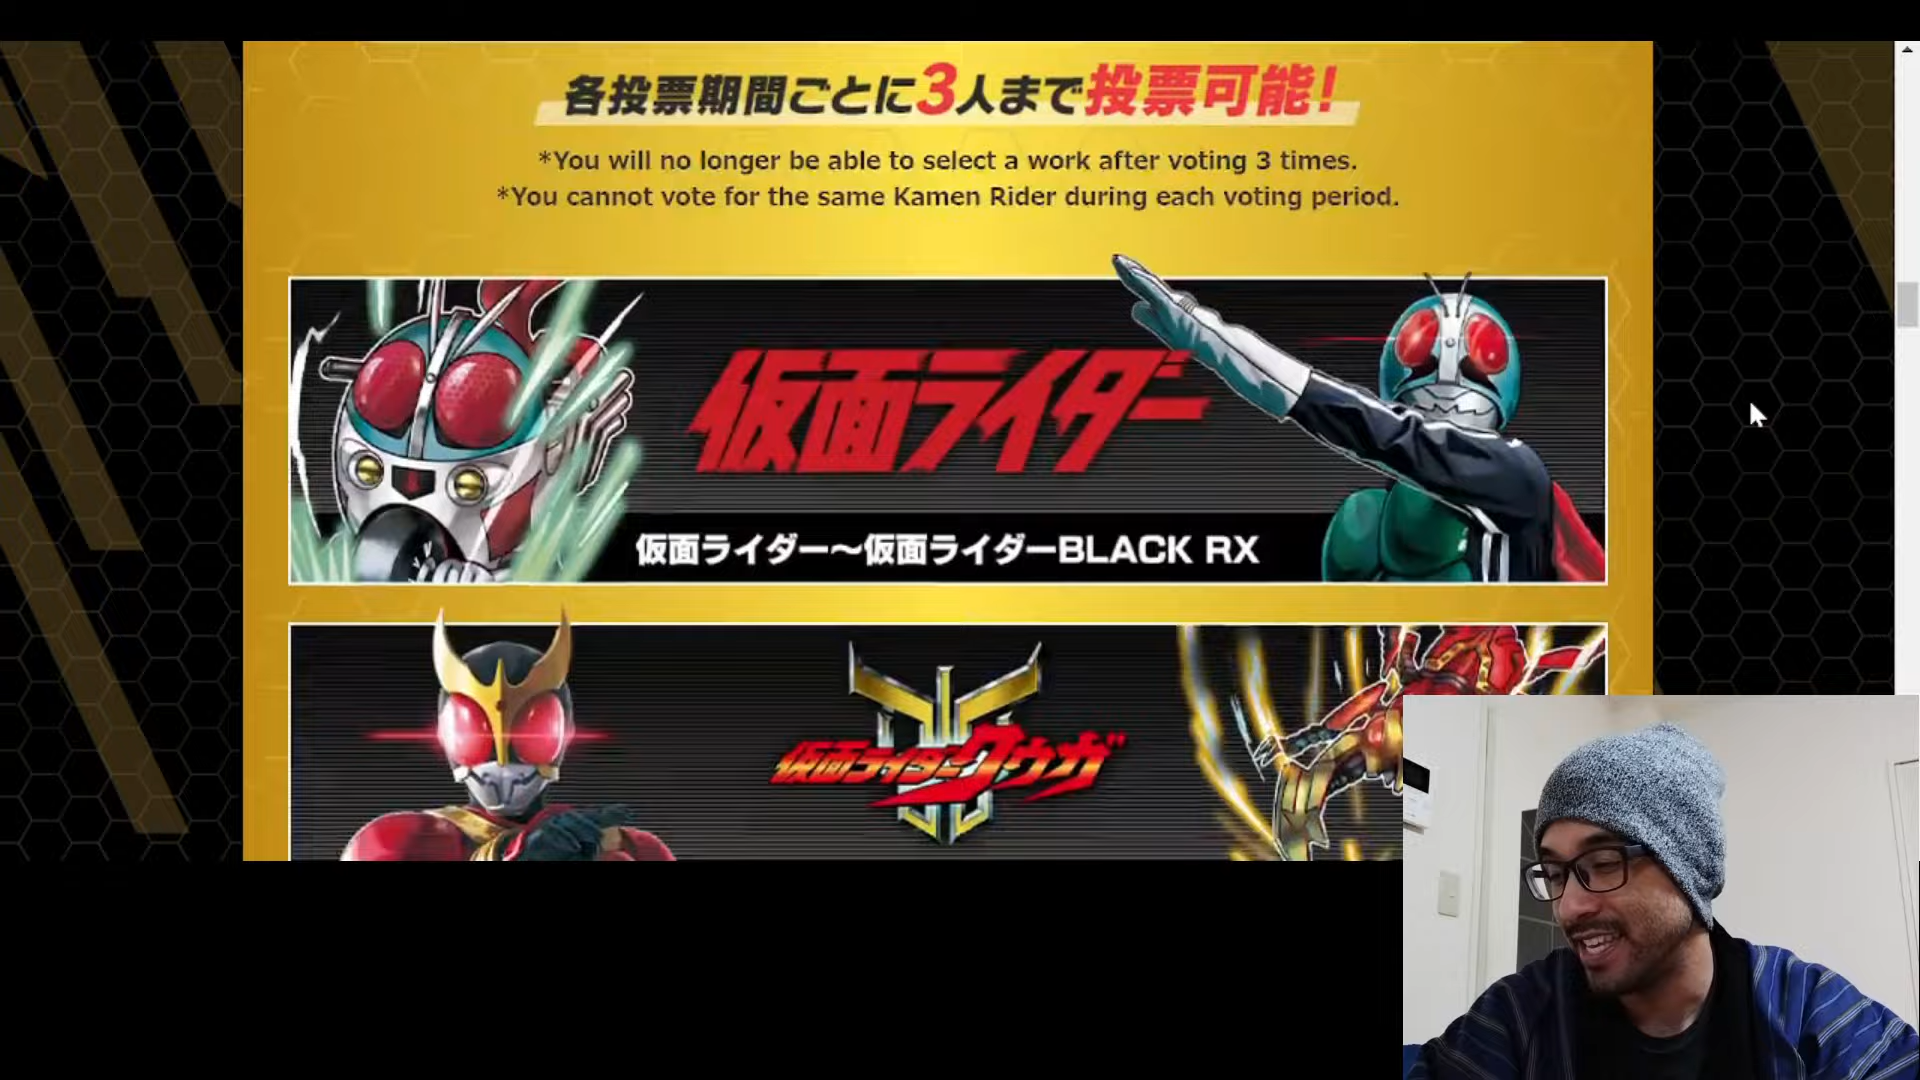 各投票期間ごとに3人まで投票可能!
*You will no longer be able to select a work after voting 3 times.
*You cannot vote for the same Kamen Rider during each voting period.
仮面ライダー
仮面ライダー～仮面ライダーBLACK RX
仮面ライダークウガ